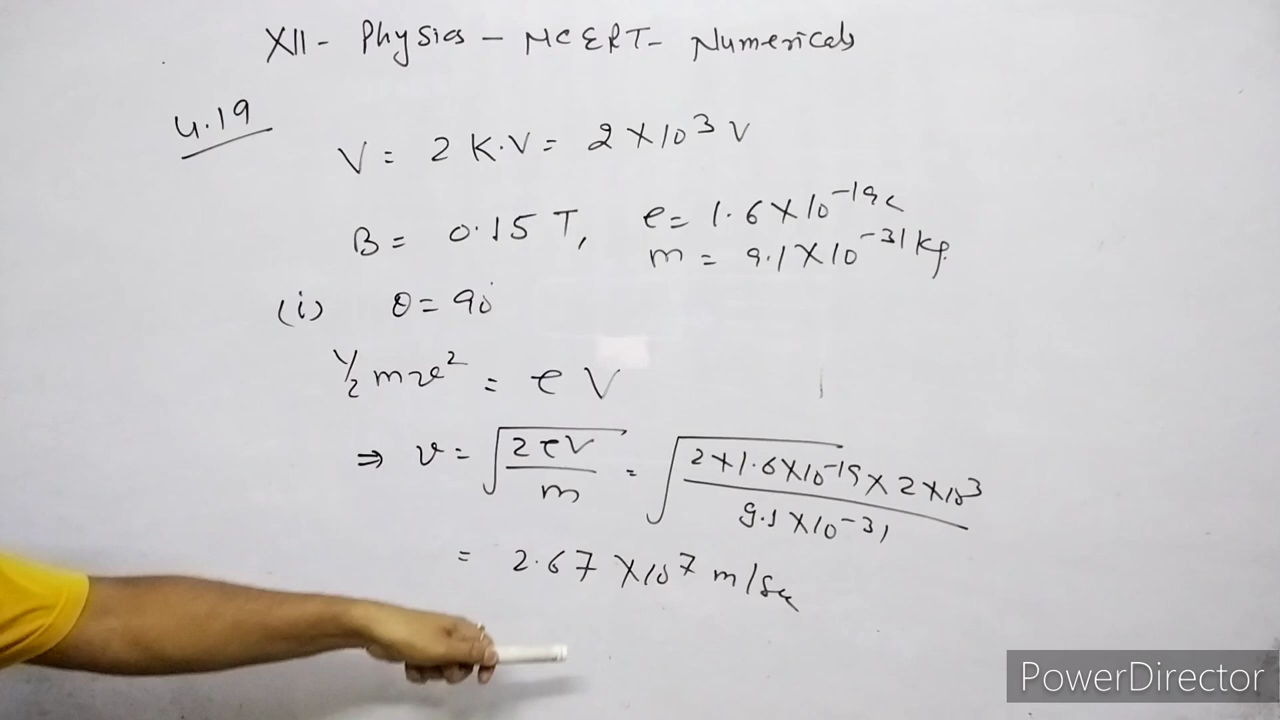 XII - Physics - NCERT - Numericals
4.19
V = 2 K.V = 2 × 10³ V
B = 0.15 T, e = 1.6 × 10⁻¹⁹ c
m = 9.1 × 10⁻³¹ kg.
(i) θ = 90°
½ mv² = e V
⇒ v = √(2eV/m) = √(2 × 1.6 × 10⁻¹⁹ × 2 × 10³ / 9.1 × 10⁻³¹)
= 2.67 × 10⁷ m/sec
PowerDirector